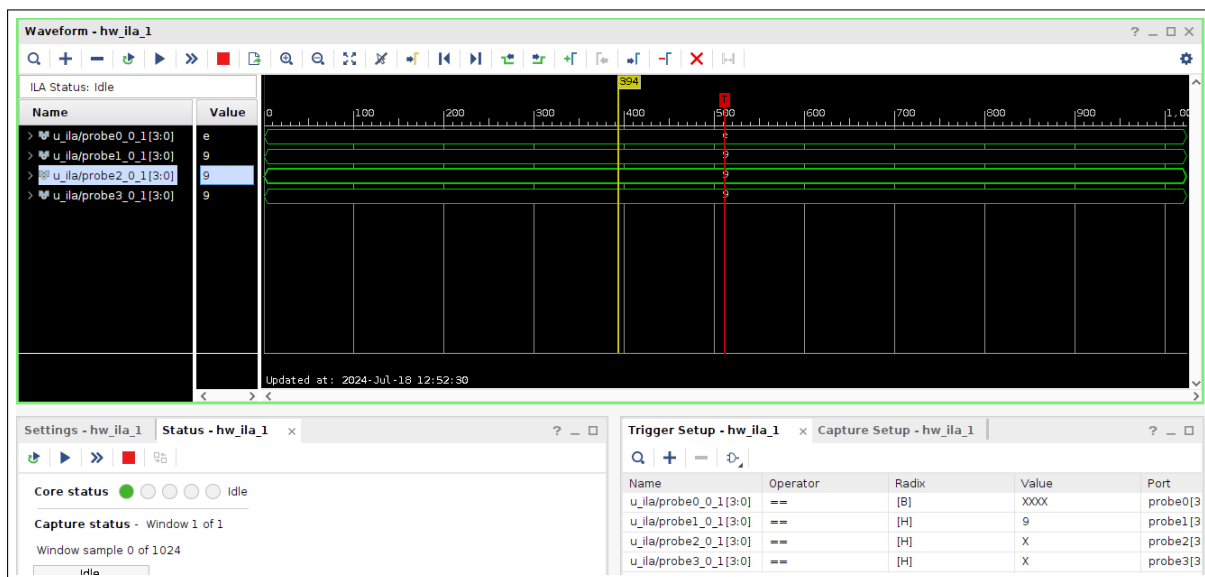 Waveform - hw_ila_1
ILA Status: Idle
394
Name Value
0 100 200 300 400 500 600 700 800 900 1,00
u_ila/probe0_0_1[3:0] e e
u_ila/probe1_0_1[3:0] 9 9
u_ila/probe2_0_1[3:0] 9 9
u_ila/probe3_0_1[3:0] 9 9
Updated at: 2024-Jul-18 12:52:30
Settings - hw_ila_1 Status - hw_ila_1
Core status Idle
Capture status - Window 1 of 1
Window sample 0 of 1024
Idle
Trigger Setup - hw_ila_1 Capture Setup - hw_ila_1
Name Operator Radix Value Port
u_ila/probe0_0_1[3:0] == [B] XXXX probe0[3
u_ila/probe1_0_1[3:0] == [H] 9 probe1[3
u_ila/probe2_0_1[3:0] == [H] X probe2[3
u_ila/probe3_0_1[3:0] == [H] X probe3[3